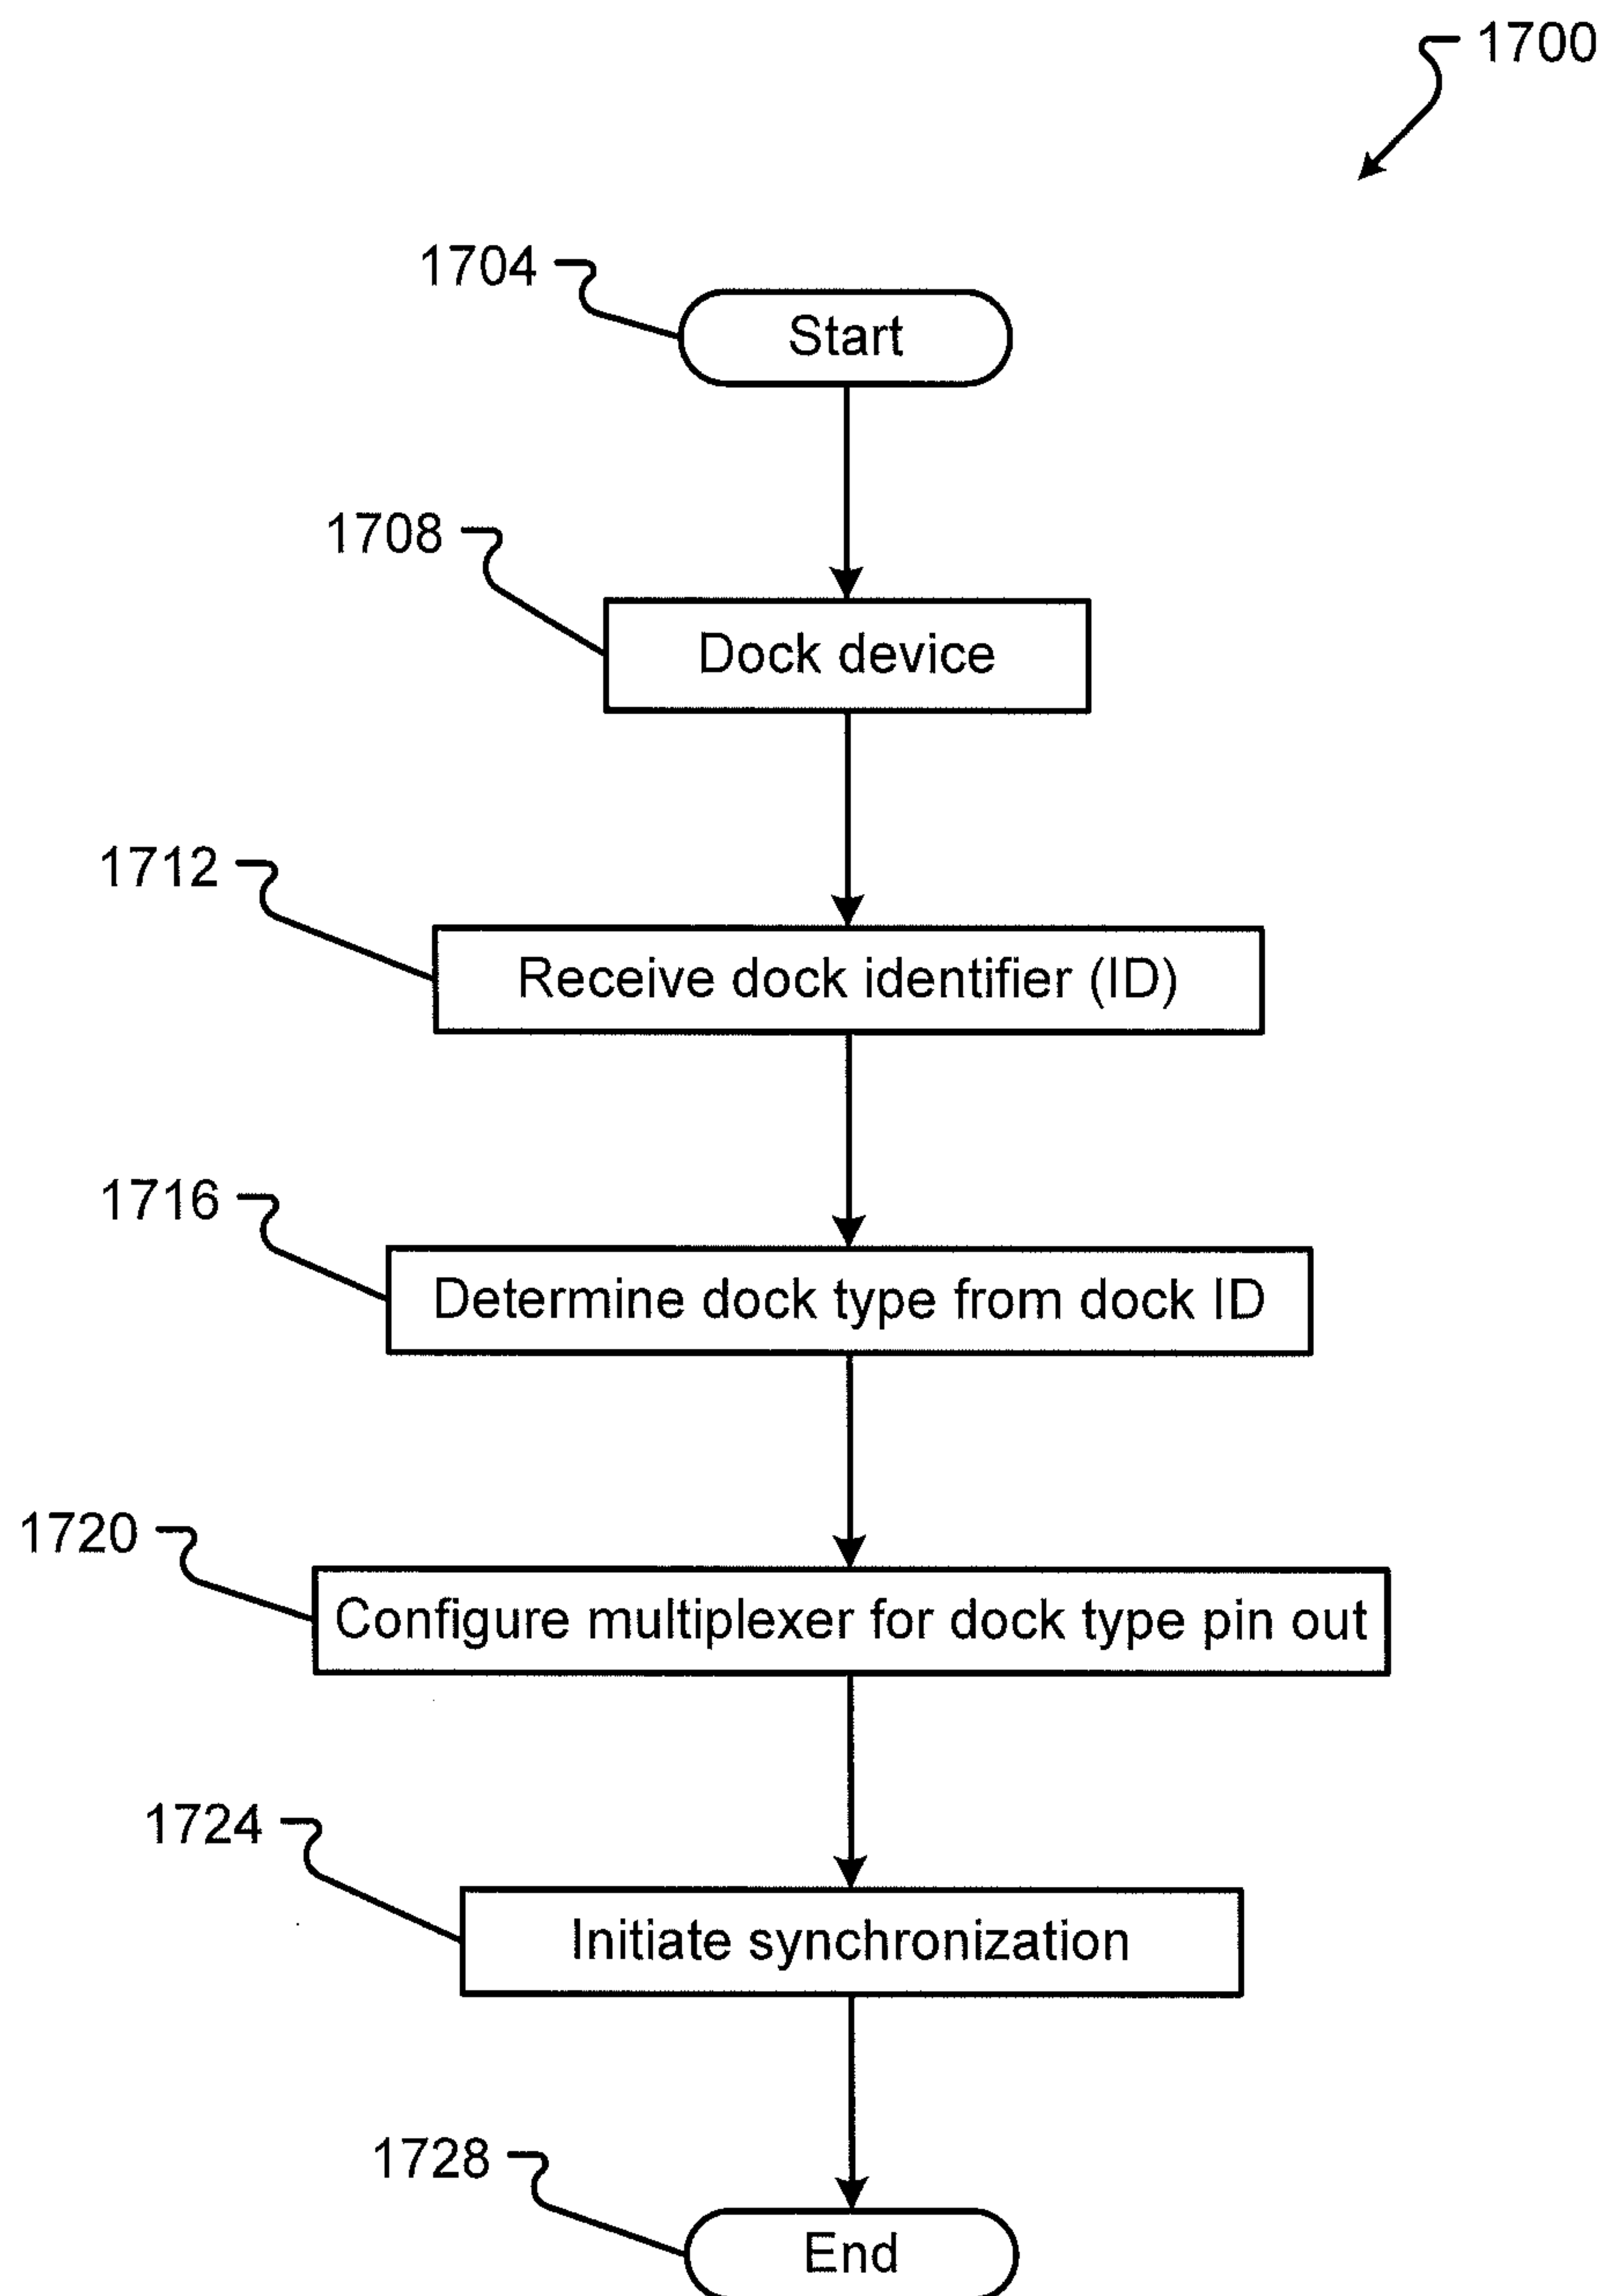 1700
1704
Start
1708
Dock device
1712
Receive dock identifier (ID)
1716
Determine dock type from dock ID
1720
Configure multiplexer for dock type pin out
1724
Initiate synchronization
1728
End